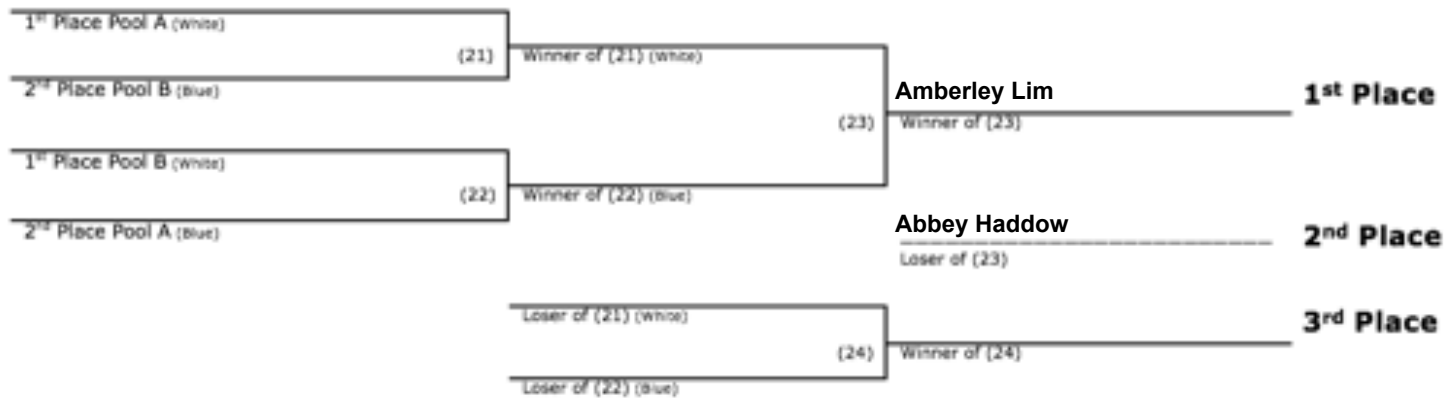 1st Place Pool A (White)
(21)
2nd Place Pool B (Blue)
Winner of (21) (White)
1st Place Pool B (White)
(22)
2nd Place Pool A (Blue)
Winner of (22) (Blue)
(23)
Amberley Lim
Winner of (23)
1st Place
Abbey Haddow
Loser of (23)
2nd Place
Loser of (21) (White)
(24)
Loser of (22) (Blue)
Winner of (24)
3rd Place